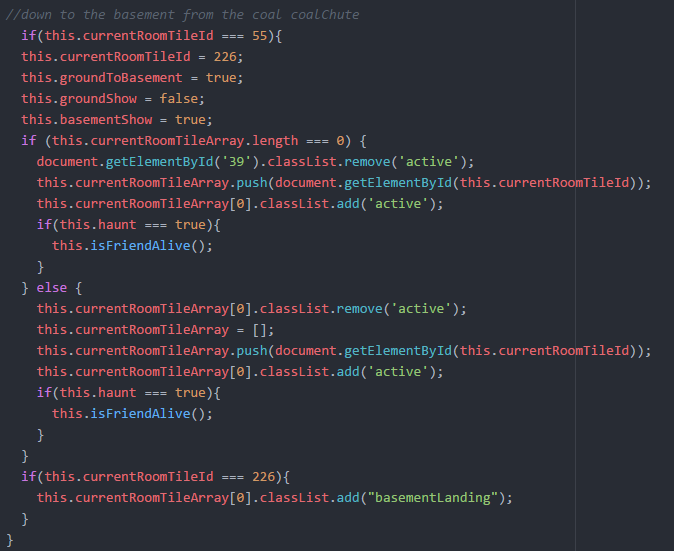 //down to the basement from the coal coalChute
if(this.currentRoomTileId === 55){
this.currentRoomTileId = 226;
this.groundToBasement = true;
this.groundShow = false;
this.basementShow = true;
if (this.currentRoomTileArray.length === 0) {
document.getElementById('39').classList.remove('active');
this.currentRoomTileArray.push(document.getElementById(this.currentRoomTileId));
this.currentRoomTileArray[0].classList.add('active');
if(this.haunt === true){
this.isFriendAlive();
}
} else {
this.currentRoomTileArray[0].classList.remove('active');
this.currentRoomTileArray = [];
this.currentRoomTileArray.push(document.getElementById(this.currentRoomTileId));
this.currentRoomTileArray[0].classList.add('active');
if(this.haunt === true){
this.isFriendAlive();
}
}
if(this.currentRoomTileId === 226){
this.currentRoomTileArray[0].classList.add("basementLanding");
}
}